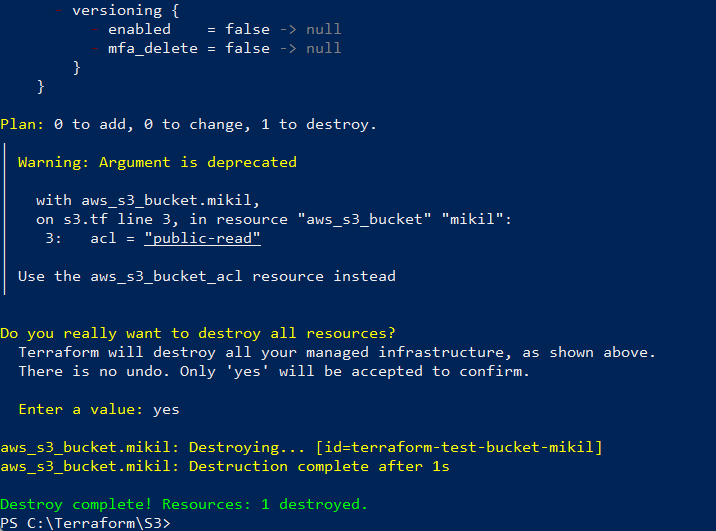 - versioning {
- enabled    = false -> null
- mfa_delete = false -> null
}
}
Plan: 0 to add, 0 to change, 1 to destroy.
Warning: Argument is deprecated
with aws_s3_bucket.mikil,
on s3.tf line 3, in resource "aws_s3_bucket" "mikil":
3:   acl = "public-read"
Use the aws_s3_bucket_acl resource instead
Do you really want to destroy all resources?
Terraform will destroy all your managed infrastructure, as shown above.
There is no undo. Only 'yes' will be accepted to confirm.
Enter a value: yes
aws_s3_bucket.mikil: Destroying... [id=terraform-test-bucket-mikil]
aws_s3_bucket.mikil: Destruction complete after 1s
Destroy complete! Resources: 1 destroyed.
PS C:\Terraform\S3>